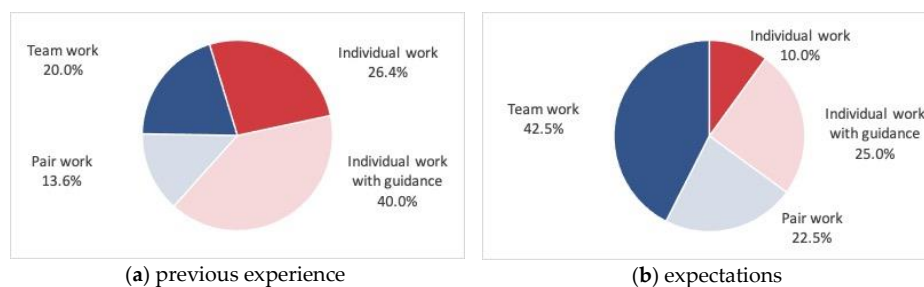 Team work
20.0%
Individual work
26.4%
Pair work
13.6%
Individual work
with guidance
40.0%
(a) previous experience
Individual work
10.0%
Team work
42.5%
Individual work
with guidance
25.0%
Pair work
22.5%
(b) expectations